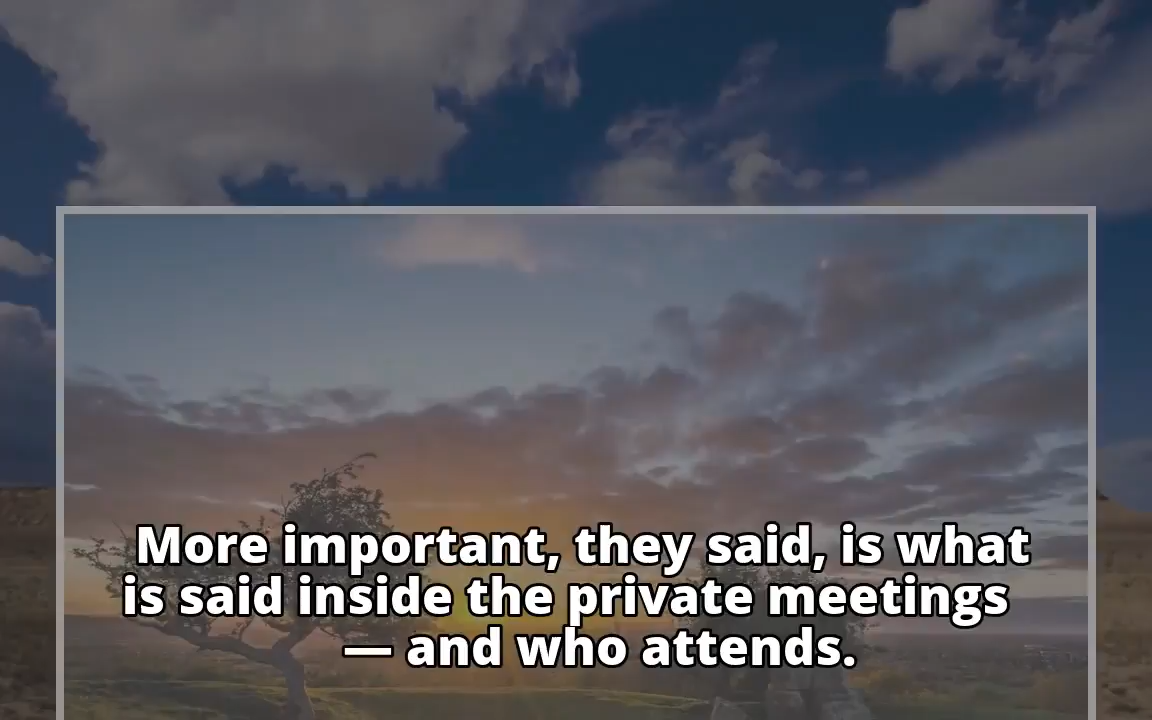 More important, they said, is what
is said inside the private meetings
— and who attends.